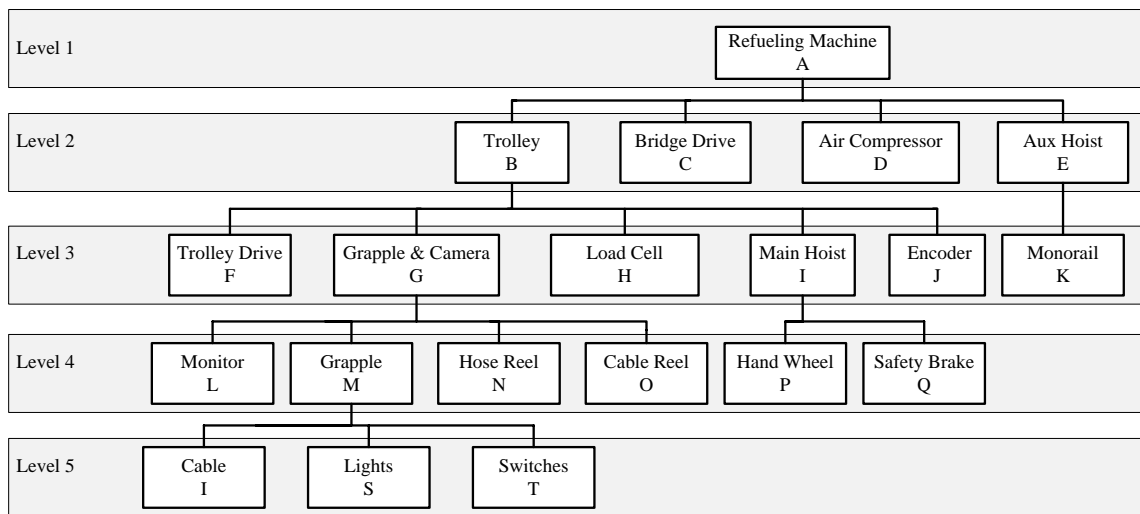 Level 1
Refueling Machine
A
Level 2
Trolley
B
Bridge Drive
C
Air Compressor
D
Aux Hoist
E
Level 3
Trolley Drive
F
Grapple & Camera
G
Load Cell
H
Main Hoist
I
Encoder
J
Monorail
K
Level 4
Monitor
L
Grapple
M
Hose Reel
N
Cable Reel
O
Hand Wheel
P
Safety Brake
Q
Level 5
Cable
I
Lights
S
Switches
T